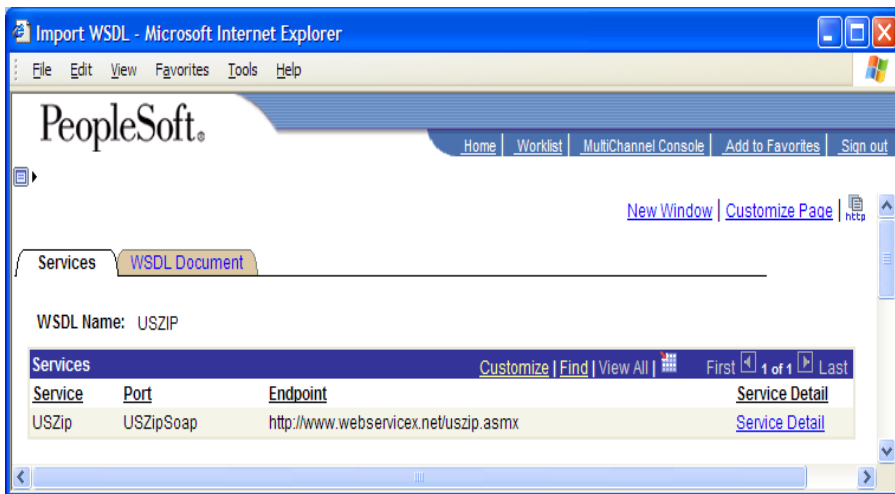 Import WSDL - Microsoft Internet Explorer
File Edit View Favorites Tools Help
PeopleSoft®
Home | Worklist | MultiChannel Console | Add to Favorites | Sign out
New Window | Customize Page | http
Services WSDL Document
WSDL Name: USZIP
Services Customize | Find | View All | First 1 of 1 Last
Service Port Endpoint Service Detail
USZip USZipSoap http://www.webservicex.net/uszip.asmx Service Detail